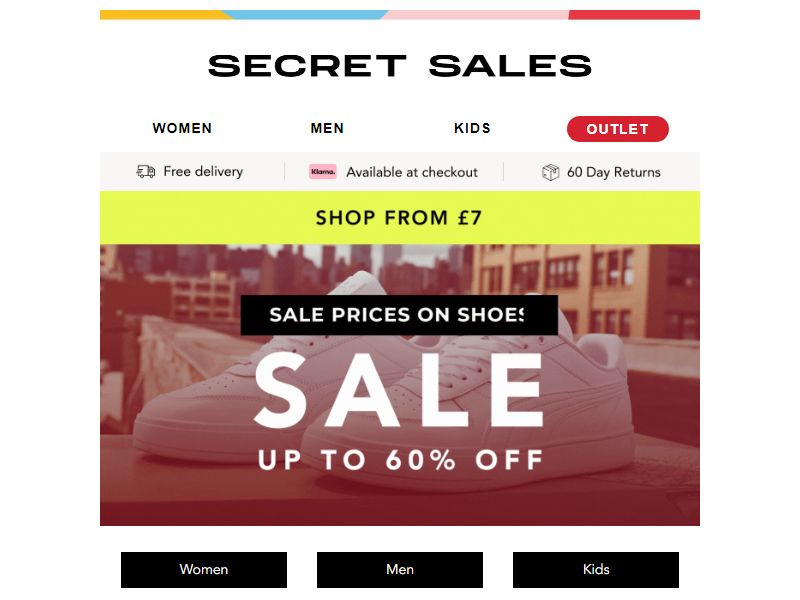 SECRET SALES
WOMEN MEN KIDS OUTLET
Free delivery Klarna. Available at checkout 60 Day Returns
SHOP FROM £7
SALE PRICES ON SHOES
SALE
UP TO 60% OFF
Women Men Kids